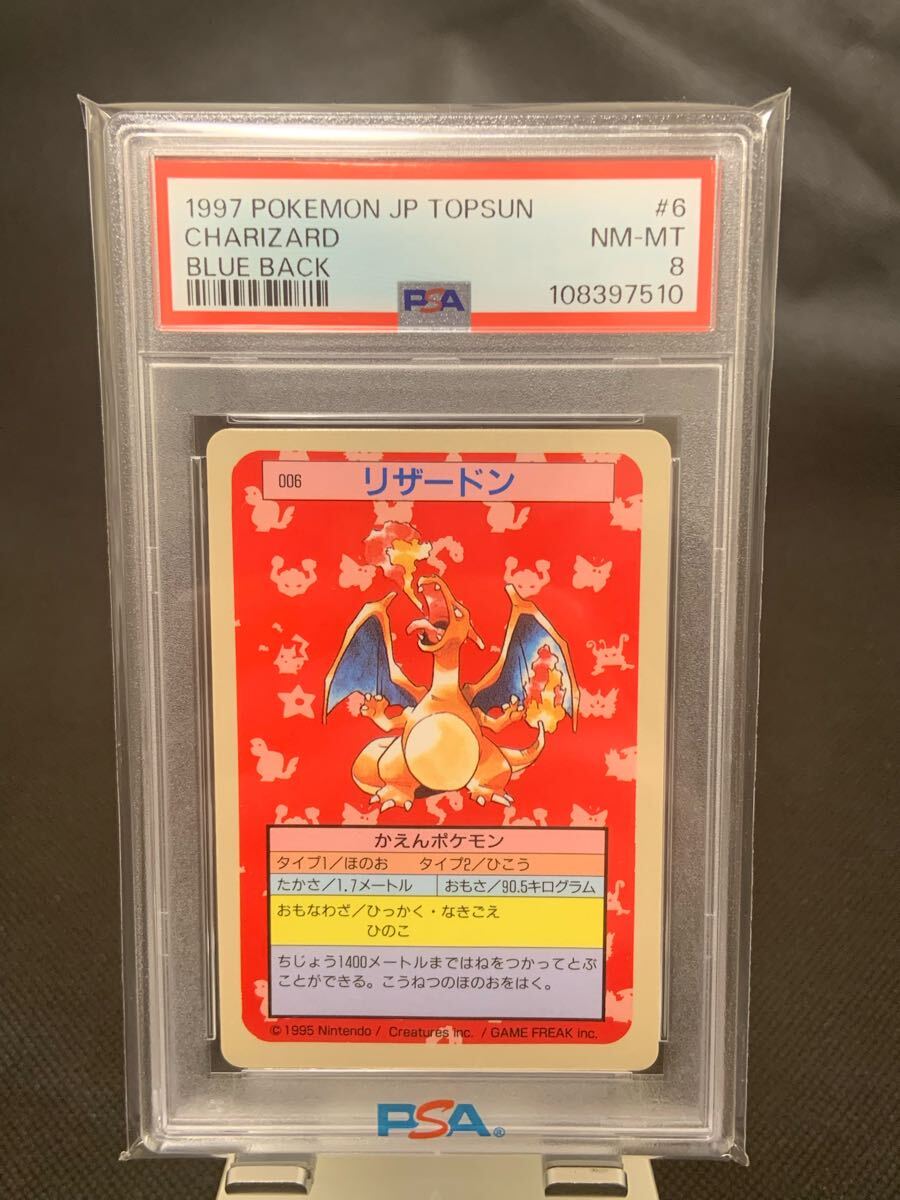 1997 POKEMON JP TOPSUN #6
CHARIZARD NM-MT
BLUE BACK 8
PSA 108397510
006 リザードン
かえんポケモン
タイプ1/ほのお タイプ2/ひこう
たかさ/1.7メートル おもさ/90.5キログラム
おもなわざ/ひっかく・なきごえ
ひのこ
ちじょう1400メートルまではねをつかってとぶ
ことができる。こうねつのほのおをはく。
©1995 Nintendo / Creatures inc. / GAME FREAK inc.
PSA®